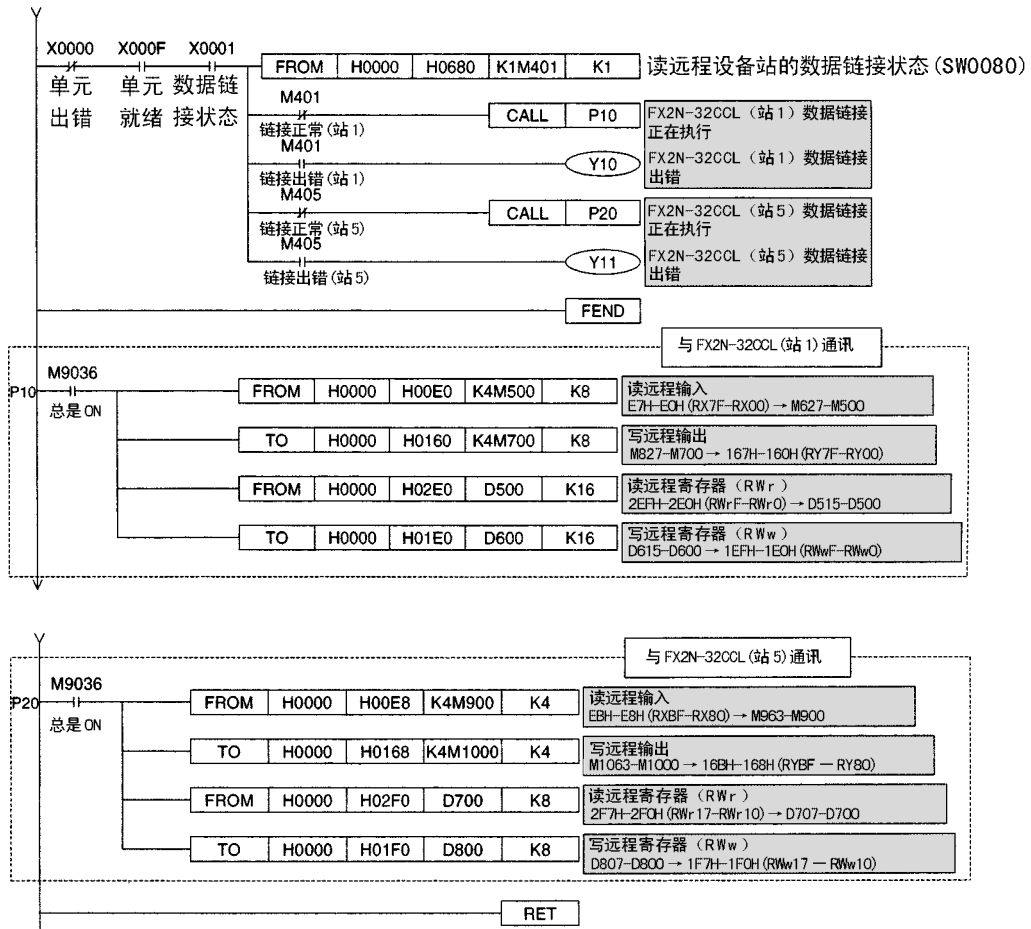 X0000 X000F X0001
单元出错 单元就绪 数据链接状态
FROM H0000 H0680 K1M401 K1 读远程设备站的数据链接状态(SW0080)
M401
链接正常(站1)
CALL P10 FX2N-32CCL（站1）数据链接
正在执行
M401
链接出错(站1)
Y10 FX2N-32CCL（站1）数据链接
出错
M405
链接正常(站5)
CALL P20 FX2N-32CCL（站5）数据链接
正在执行
M405
链接出错(站5)
Y11 FX2N-32CCL（站5）数据链接
出错
FEND
与FX2N-32CCL(站1)通讯
P10 M9036
总是ON
FROM H0000 H00E0 K4M500 K8 读远程输入
E7H-E0H(RX7F-RX00)→M627-M500
TO H0000 H0160 K4M700 K8 写远程输出
M827-M700→167H-160H(RY7F-RY00)
FROM H0000 H02E0 D500 K16 读远程寄存器（RWr）
2EFH-2E0H(RWrF-RWr0)→D515-D500
TO H0000 H01E0 D600 K16 写远程寄存器（RWw）
D615-D600→1EFH-1E0H(RWwF-RWw0)
与FX2N-32CCL(站5)通讯
P20 M9036
总是ON
FROM H0000 H00E8 K4M900 K4 读远程输入
EBH-E8H(RXBF-RX80)→M963-M900
TO H0000 H0168 K4M1000 K4 写远程输出
M1063-M1000→16BH-168H(RYBF－RY80)
FROM H0000 H02F0 D700 K8 读远程寄存器（RWr）
2F7H-2F0H(RWr17-RWr10)→D707-D700
TO H0000 H01F0 D800 K8 写远程寄存器（RWw）
D807-D800→1F7H-1F0H(RWw17－RWw10)
RET